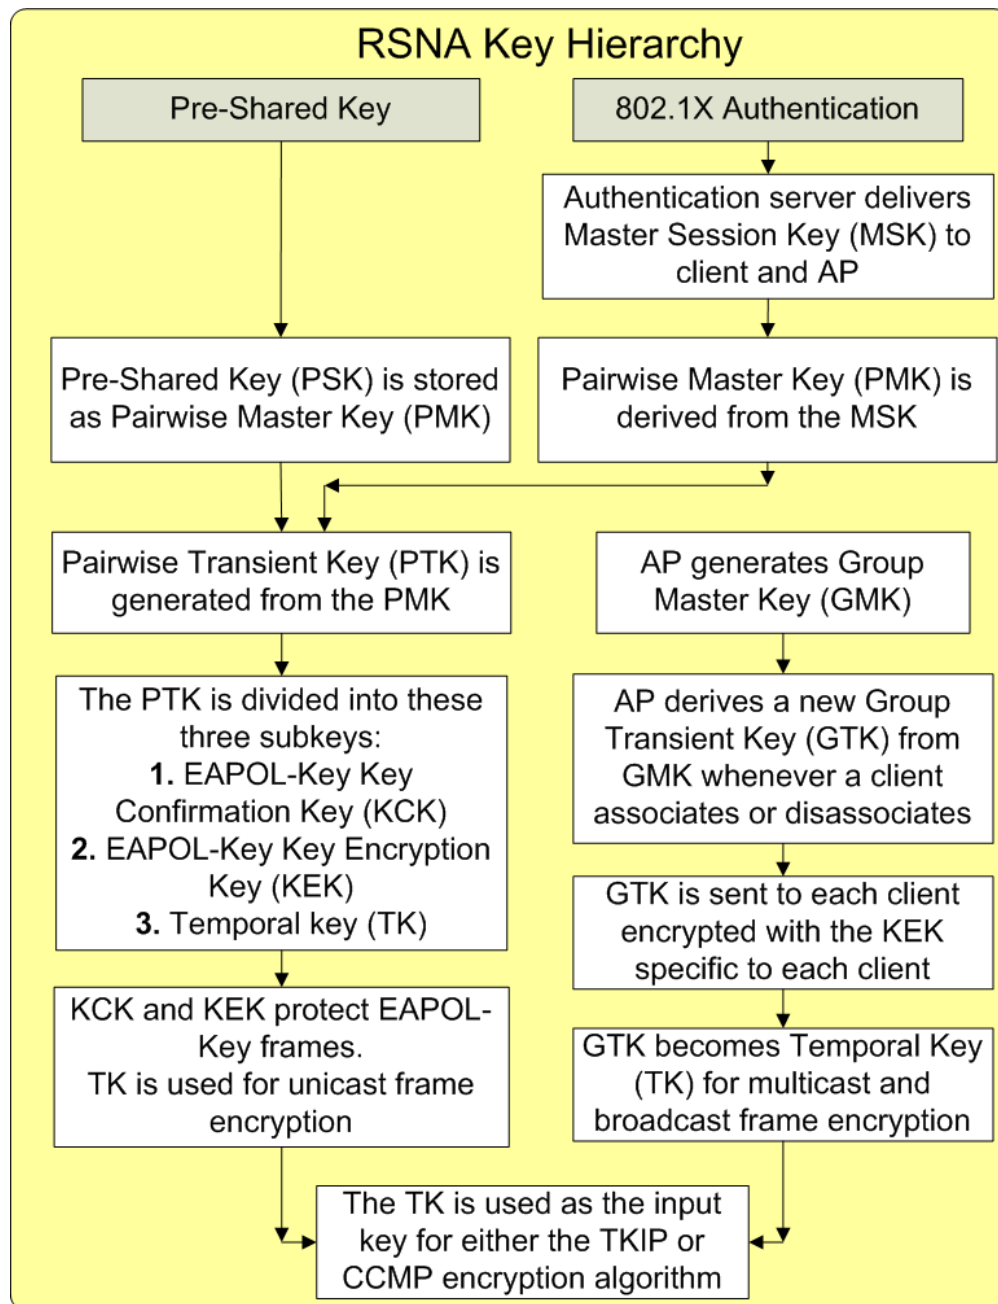 RSNA Key Hierarchy
Pre-Shared Key
802.1X Authentication
Authentication server delivers
Master Session Key (MSK) to
client and AP
Pre-Shared Key (PSK) is stored
as Pairwise Master Key (PMK)
Pairwise Master Key (PMK) is
derived from the MSK
Pairwise Transient Key (PTK) is
generated from the PMK
AP generates Group
Master Key (GMK)
The PTK is divided into these
three subkeys:
1. EAPOL-Key Key
Confirmation Key (KCK)
2. EAPOL-Key Key Encryption
Key (KEK)
3. Temporal key (TK)
AP derives a new Group
Transient Key (GTK) from
GMK whenever a client
associates or disassociates
GTK is sent to each client
encrypted with the KEK
specific to each client
KCK and KEK protect EAPOL-
Key frames.
TK is used for unicast frame
encryption
GTK becomes Temporal Key
(TK) for multicast and
broadcast frame encryption
The TK is used as the input
key for either the TKIP or
CCMP encryption algorithm